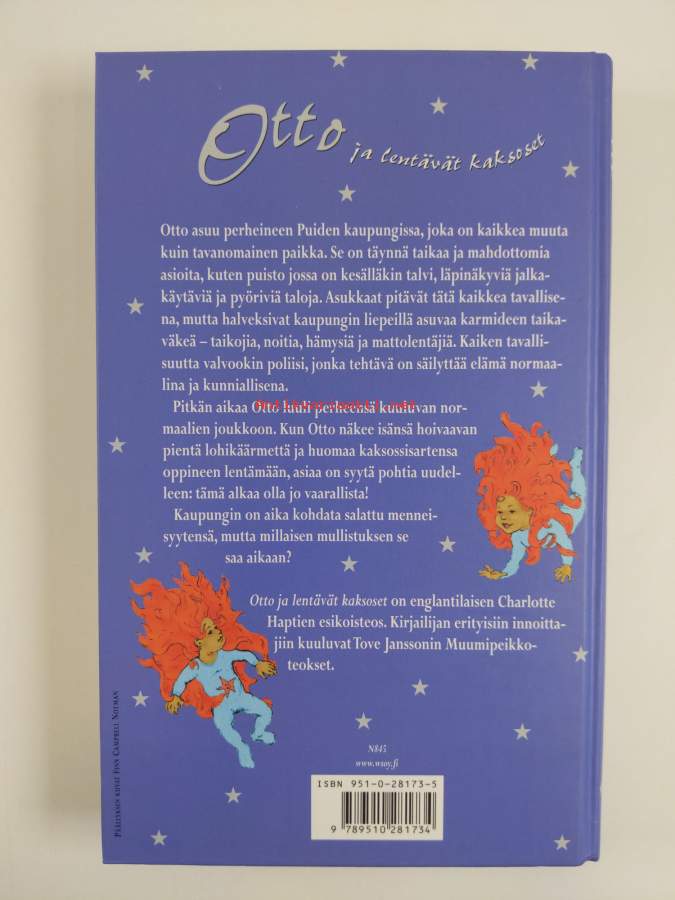 Otto ja lentävät kaksoset
Otto asuu perheineen Puiden kaupungissa, joka on kaikkea muuta
kuin tavanomainen paikka. Se on täynnä taikaa ja mahdottomia
asioita, kuten puisto jossa on kesälläkin talvi, läpinäkyviä jalka-
käytäviä ja pyöriviä taloja. Asukkaat pitävät tätä kaikkea tavallise-
na, mutta halveksivat kaupungin liepeillä asuvaa karmideen taika-
väkeä – taikojia, noitia, hämysiä ja mattolentäjiä. Kaiken tavalli-
suutta valvookin poliisi, jonka tehtävä on säilyttää elämä normaa-
lina ja kunniallisena.
Pitkän aikaa Otto luuli perheensä kuuluvan nor-
maalien joukkoon. Kun Otto näkee isänsä hoivaavan
pientä lohikäärmettä ja huomaa kaksossisartensa
oppineen lentämään, asiaa on syytä pohtia uudel-
leen: tämä alkaa olla jo vaarallista!
Kaupungin on aika kohdata salattu mennei-
syytensä, mutta millaisen mullistuksen se
saa aikaan?
Otto ja lentävät kaksoset on englantilaisen Charlotte
Haptien esikoisteos. Kirjailijan erityisiin innoitta-
jiin kuuluvat Tove Janssonin Muumipeikko-
teokset.
Päällyksen kuvat Finn Campbell Notman
N845
www.wsoy.fi
ISBN 951-0-28173-5
9 789510 281734